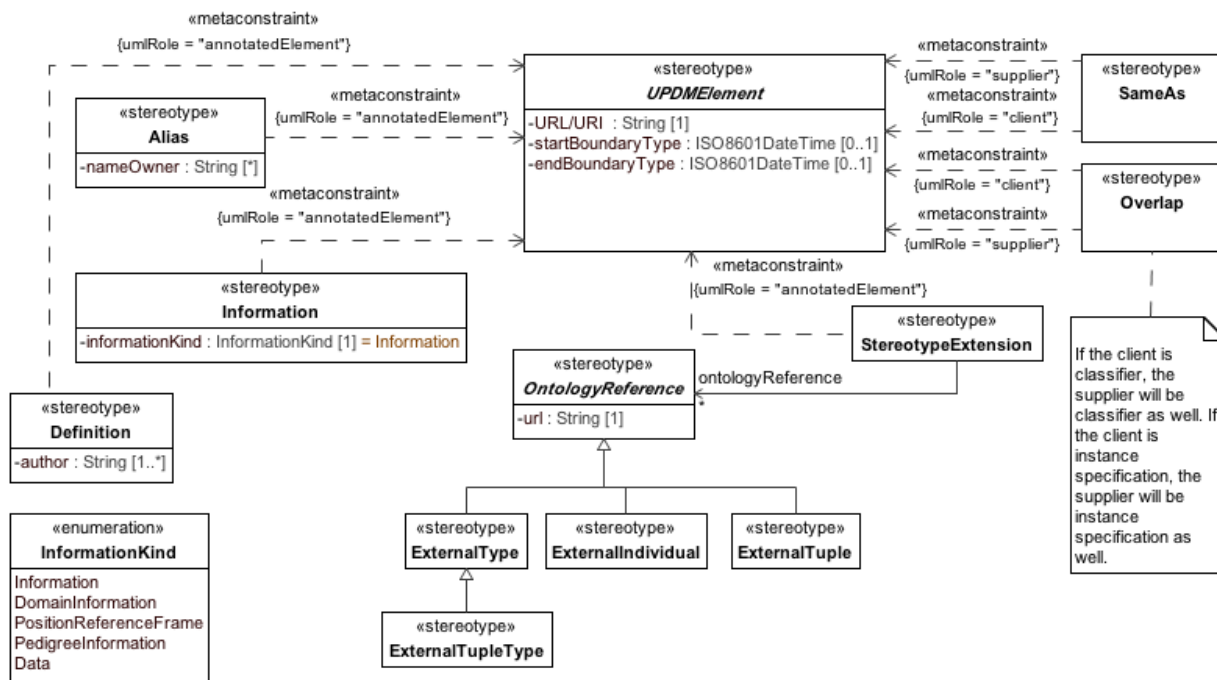 «metaconstraint»
{umlRole = "annotatedElement"}
«stereotype»
Alias
-nameOwner : String [*]
«metaconstraint»
{umlRole = "annotatedElement"}
«stereotype»
UPDMElement
-URL/URI : String [1]
-startBoundaryType : ISO8601DateTime [0..1]
-endBoundaryType : ISO8601DateTime [0..1]
«metaconstraint»
{umlRole = "supplier"}
«metaconstraint»
{umlRole = "client"}
«stereotype»
SameAs
«metaconstraint»
{umlRole = "client"}
«metaconstraint»
{umlRole = "supplier"}
«stereotype»
Overlap
«metaconstraint»
{umlRole = "annotatedElement"}
«stereotype»
Information
-informationKind : InformationKind [1] = Information
«metaconstraint»
{umlRole = "annotatedElement"}
«stereotype»
StereotypeExtension
ontologyReference
*
«stereotype»
OntologyReference
-url : String [1]
If the client is
classifier, the
supplier will be
classifier as well. If
the client is
instance
specification, the
supplier will be
instance
specification as
well.
«stereotype»
Definition
-author : String [1..*]
«enumeration»
InformationKind
Information
DomainInformation
PositionReferenceFrame
PedigreeInformation
Data
«stereotype»
ExternalType
«stereotype»
ExternalIndividual
«stereotype»
ExternalTuple
«stereotype»
ExternalTupleType